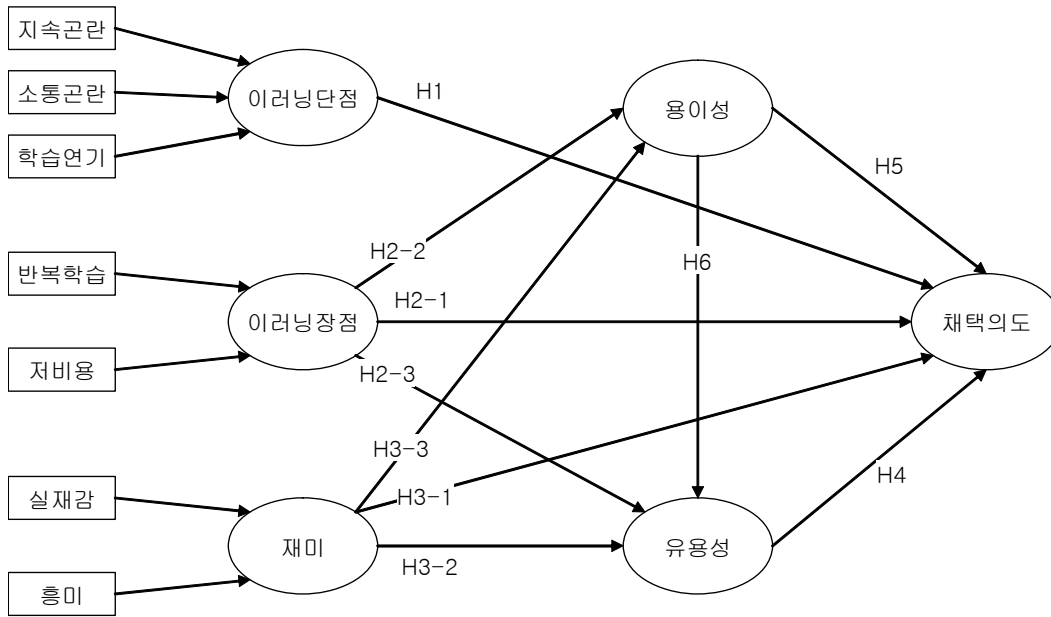 지속곤란
소통곤란
학습연기
이러닝단점
H1
용이성
H5
반복학습
저비용
이러닝장점
H2-2
H2-1
H2-3
H6
채택의도
실재감
흥미
재미
H3-3
H3-1
H3-2
유용성
H4